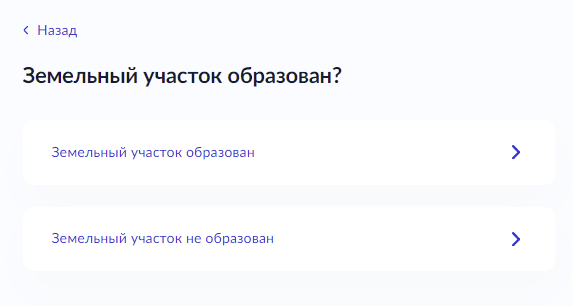 Назад
Земельный участок образован?
Земельный участок образован
Земельный участок не образован